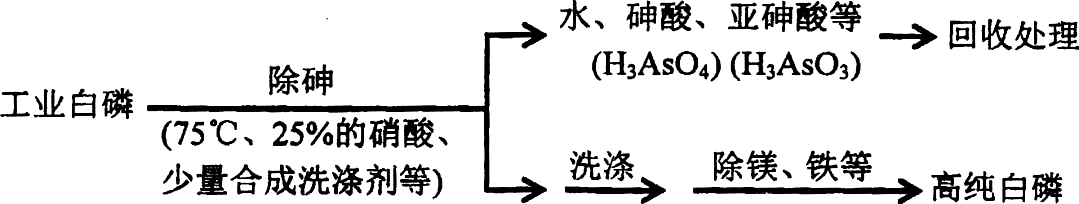 水、砷酸、亚砷酸等
(H₃AsO₄) (H₃AsO₃)
回收处理
工业白磷
除砷
(75℃、25%的硝酸、
少量合成洗涤剂等)
洗涤
除镁、铁等
高纯白磷